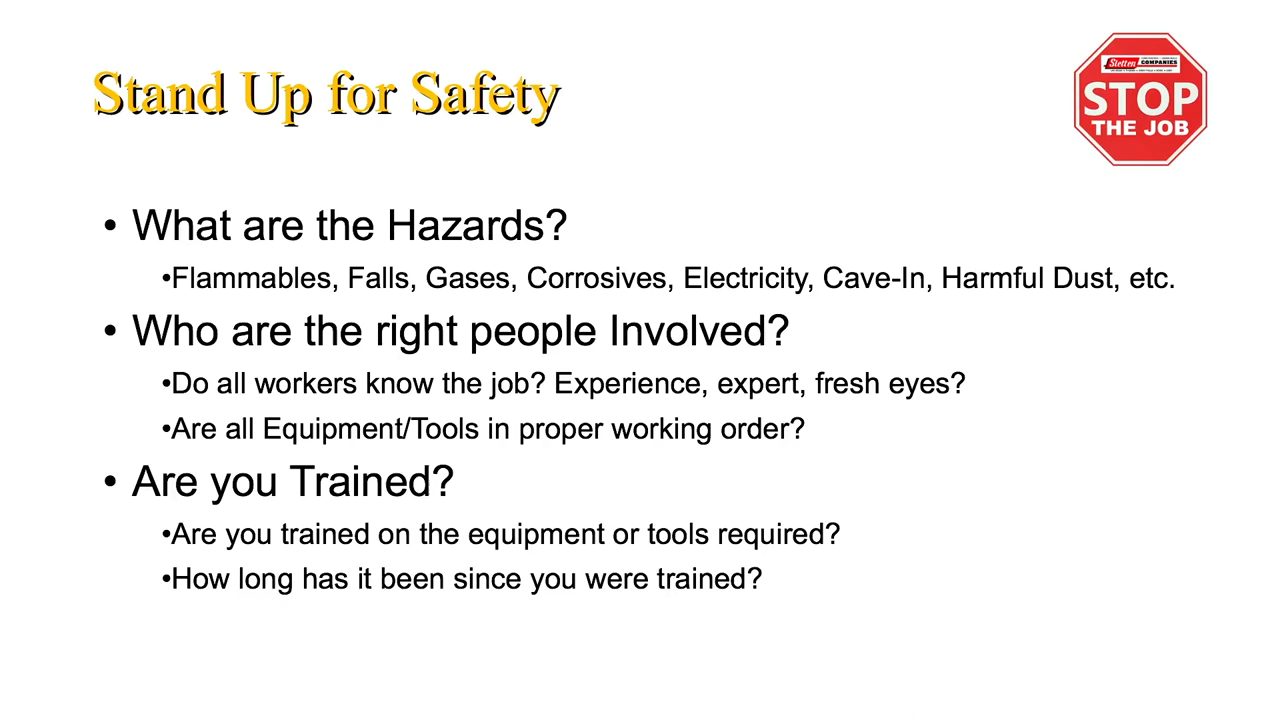 Stand Up for Safety
Sletten
COMPANIES
STOP
THE JOB
• What are the Hazards?
•Flammables, Falls, Gases, Corrosives, Electricity, Cave-In, Harmful Dust, etc.
• Who are the right people Involved?
•Do all workers know the job? Experience, expert, fresh eyes?
•Are all Equipment/Tools in proper working order?
• Are you Trained?
•Are you trained on the equipment or tools required?
•How long has it been since you were trained?